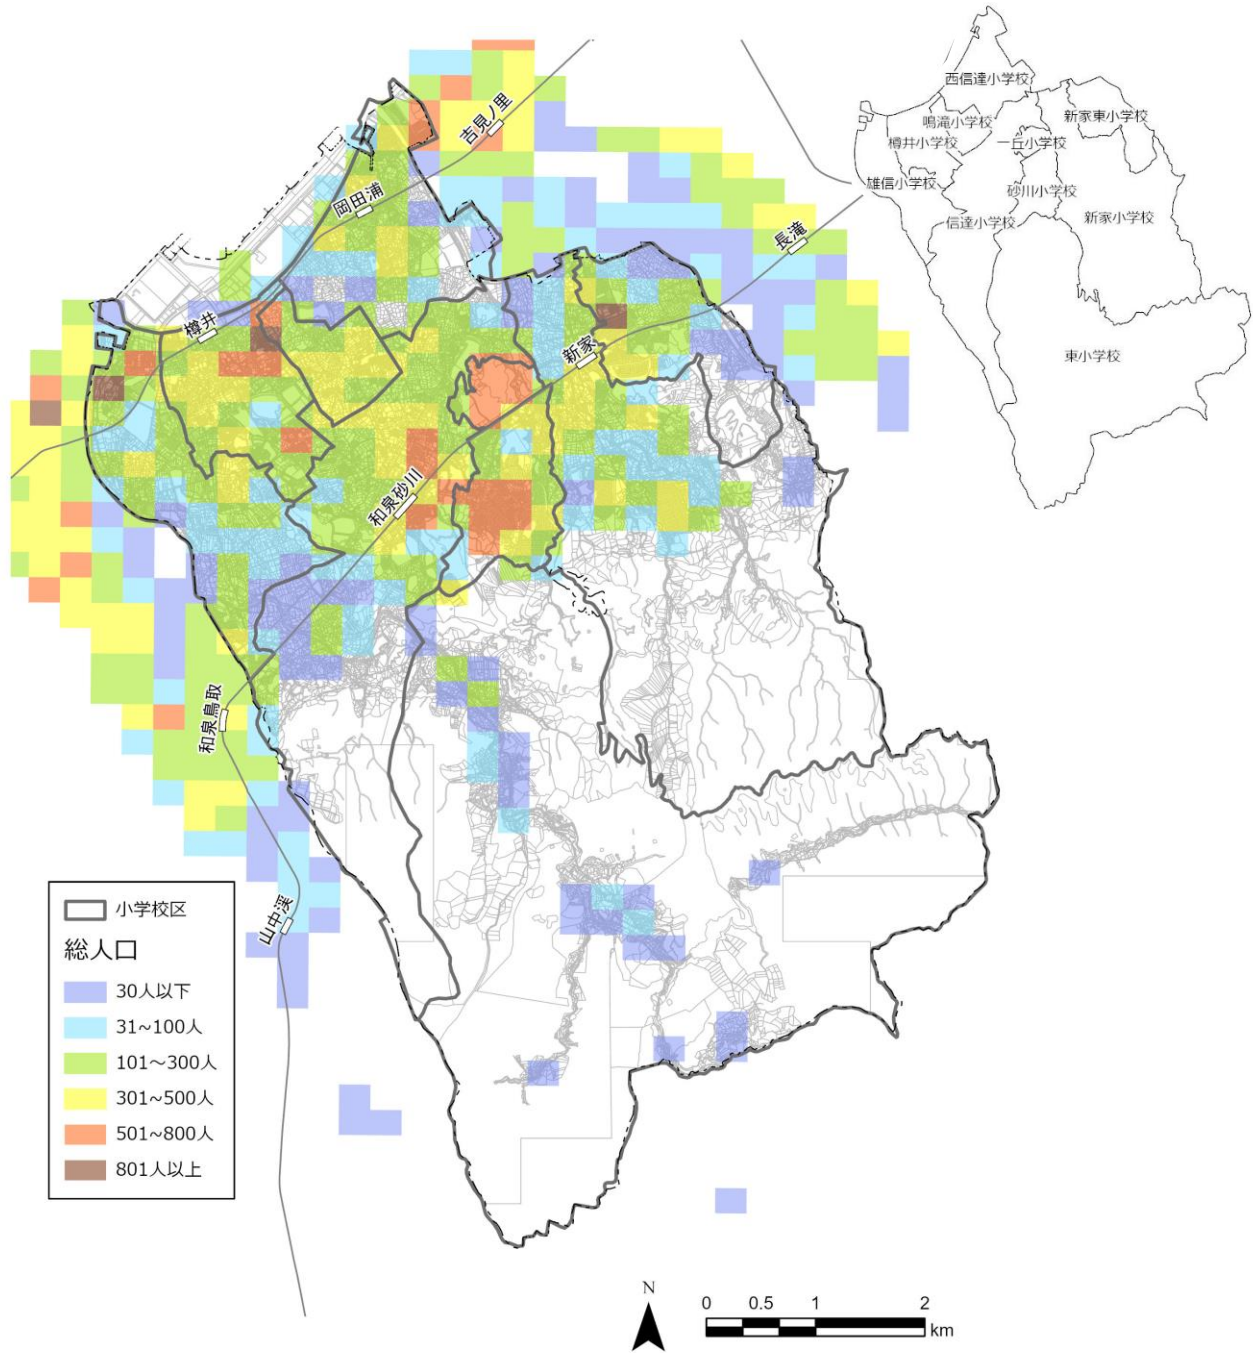 西信達小学校
新家東小学校
鳴滝小学校
樽井小学校
一丘小学校
雄信小学校
砂川小学校
信達小学校
新家小学校
東小学校
吉見ノ里
岡田浦
長滝
樽井
新家
和泉砂川
和泉鳥取
山中渓
小学校区
総人口
30人以下
31~100人
101～300人
301~500人
501~800人
801人以上
N
0 0.5 1 2
km